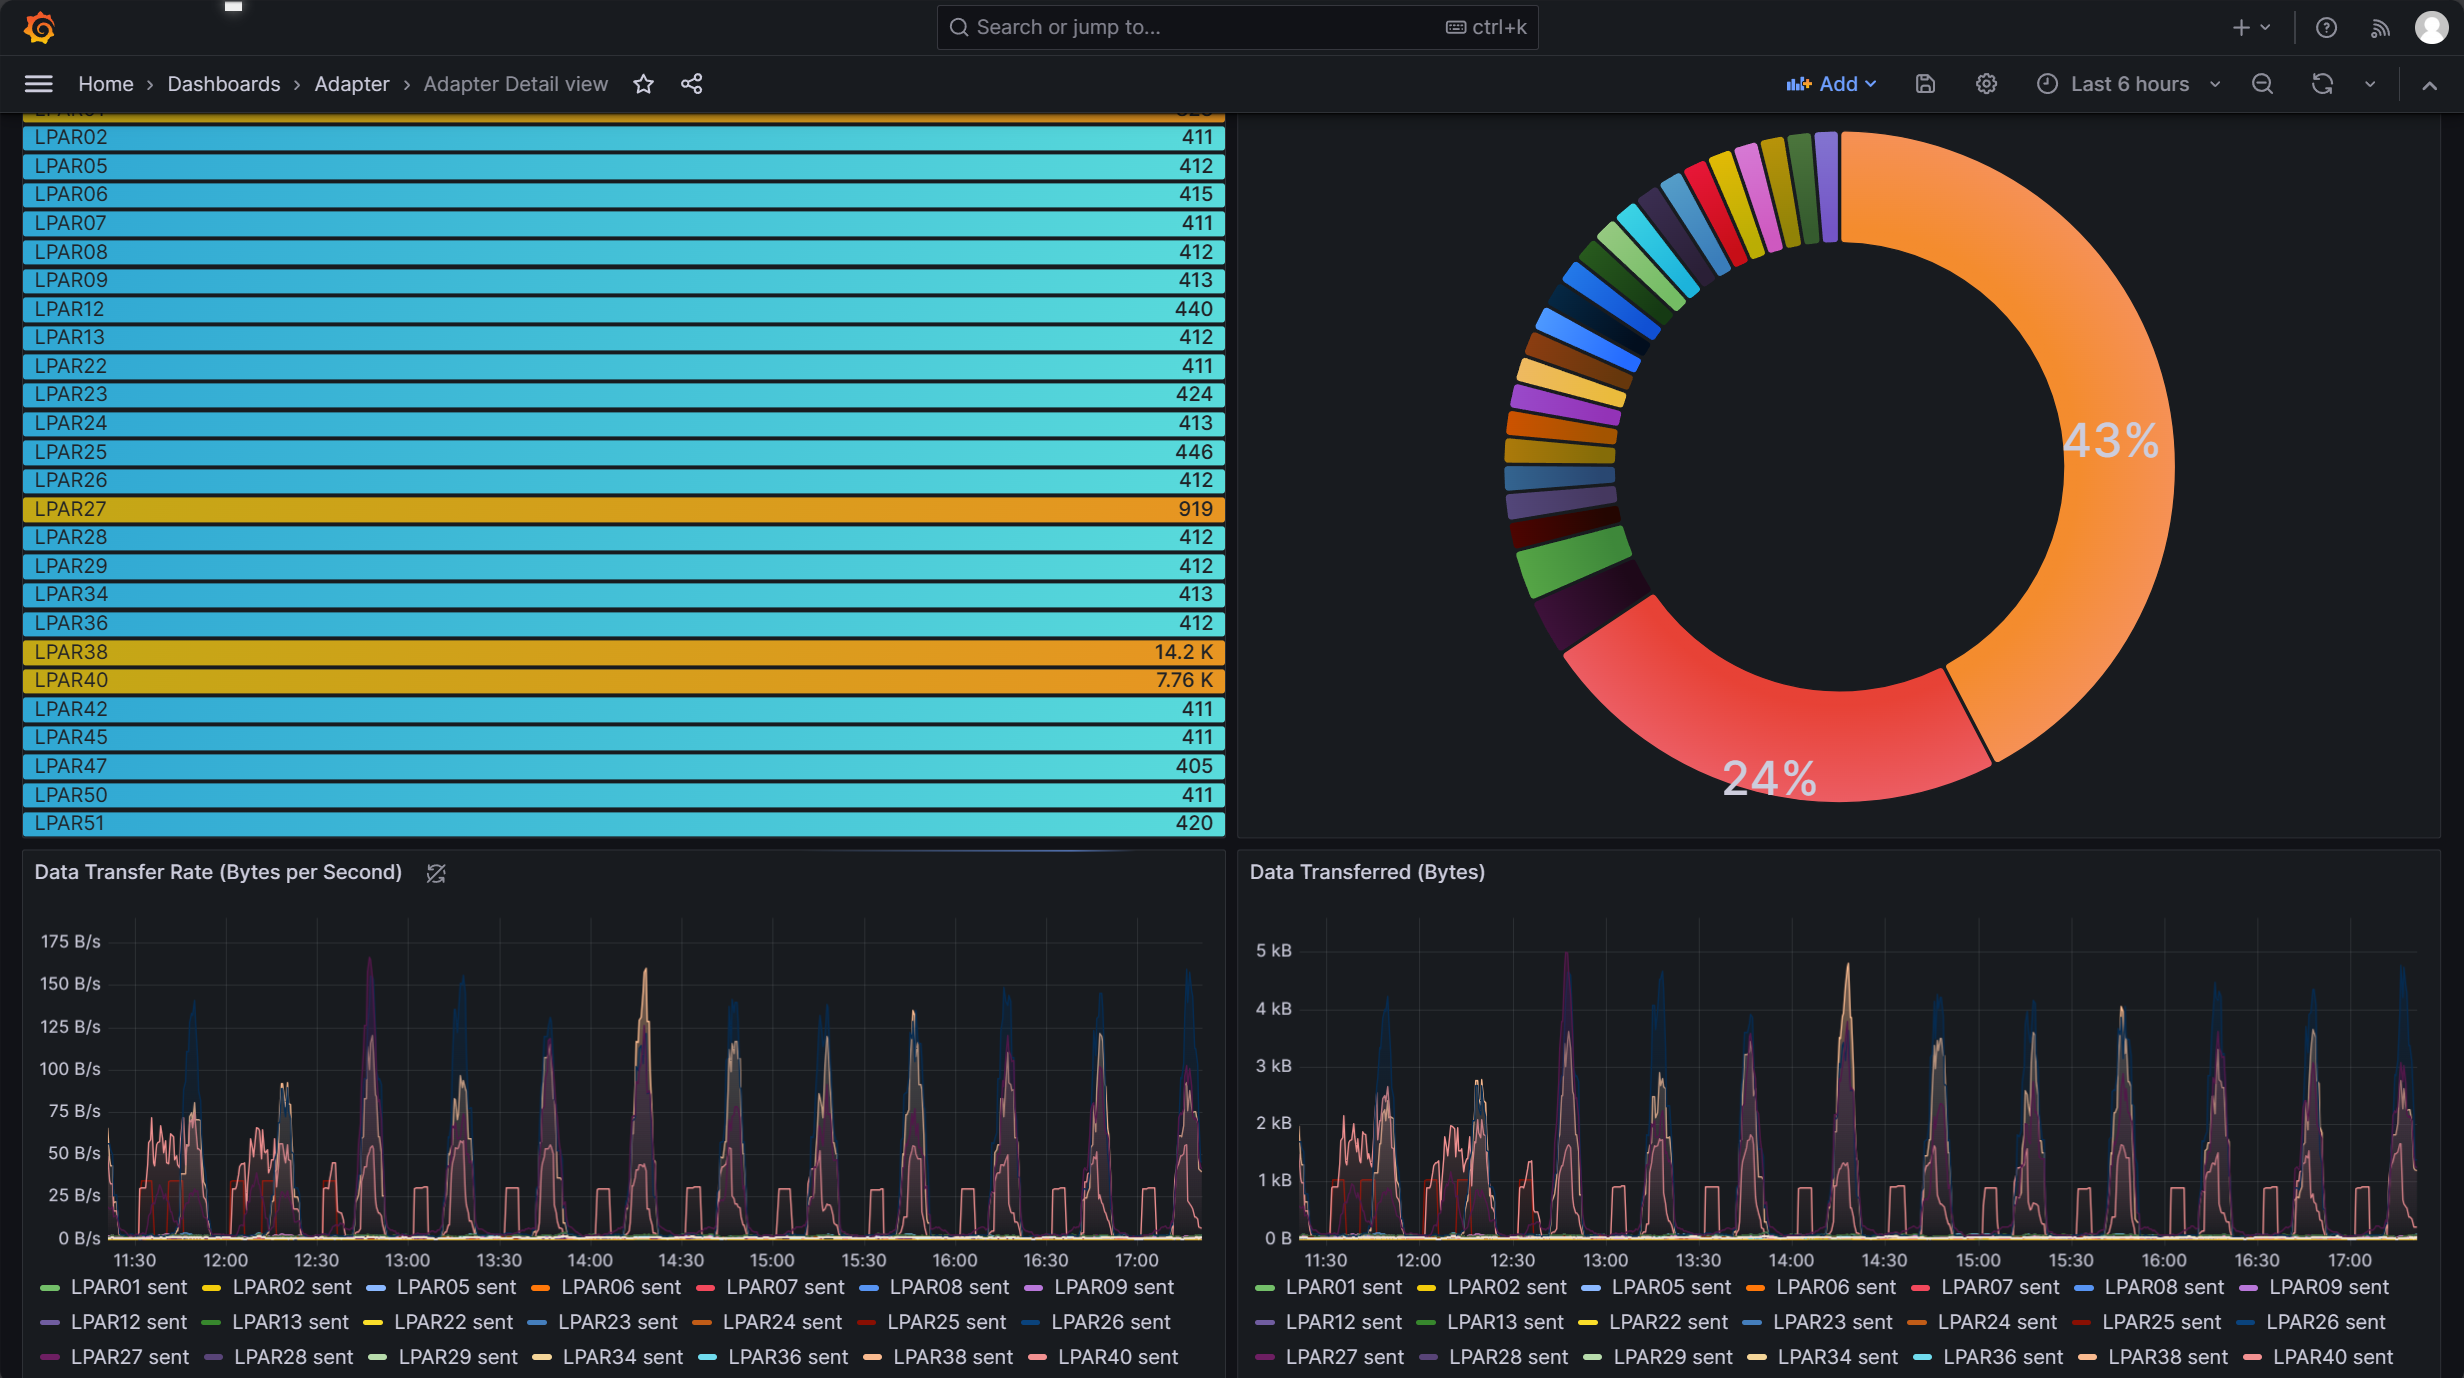 Search or jump to... ctrl+k
Home › Dashboards › Adapter › Adapter Detail view Add Last 6 hours
LPAR02 411
LPAR05 412
LPAR06 415
LPAR07 411
LPAR08 412
LPAR09 413
LPAR12 440
LPAR13 412
LPAR22 411
LPAR23 424
LPAR24 413
LPAR25 446
LPAR26 412
LPAR27 919
LPAR28 412
LPAR29 412
LPAR34 413
LPAR36 412
LPAR38 14.2 K
LPAR40 7.76 K
LPAR42 411
LPAR45 411
LPAR47 405
LPAR50 411
LPAR51 420
43%
24%
Data Transfer Rate (Bytes per Second)
175 B/s
150 B/s
125 B/s
100 B/s
75 B/s
50 B/s
25 B/s
0 B/s
11:30 12:00 12:30 13:00 13:30 14:00 14:30 15:00 15:30 16:00 16:30 17:00
LPAR01 sent LPAR02 sent LPAR05 sent LPAR06 sent LPAR07 sent LPAR08 sent LPAR09 sent
LPAR12 sent LPAR13 sent LPAR22 sent LPAR23 sent LPAR24 sent LPAR25 sent LPAR26 sent
LPAR27 sent LPAR28 sent LPAR29 sent LPAR34 sent LPAR36 sent LPAR38 sent LPAR40 sent
Data Transferred (Bytes)
5 kB
4 kB
3 kB
2 kB
1 kB
0 B
11:30 12:00 12:30 13:00 13:30 14:00 14:30 15:00 15:30 16:00 16:30 17:00
LPAR01 sent LPAR02 sent LPAR05 sent LPAR06 sent LPAR07 sent LPAR08 sent LPAR09 sent
LPAR12 sent LPAR13 sent LPAR22 sent LPAR23 sent LPAR24 sent LPAR25 sent LPAR26 sent
LPAR27 sent LPAR28 sent LPAR29 sent LPAR34 sent LPAR36 sent LPAR38 sent LPAR40 sent